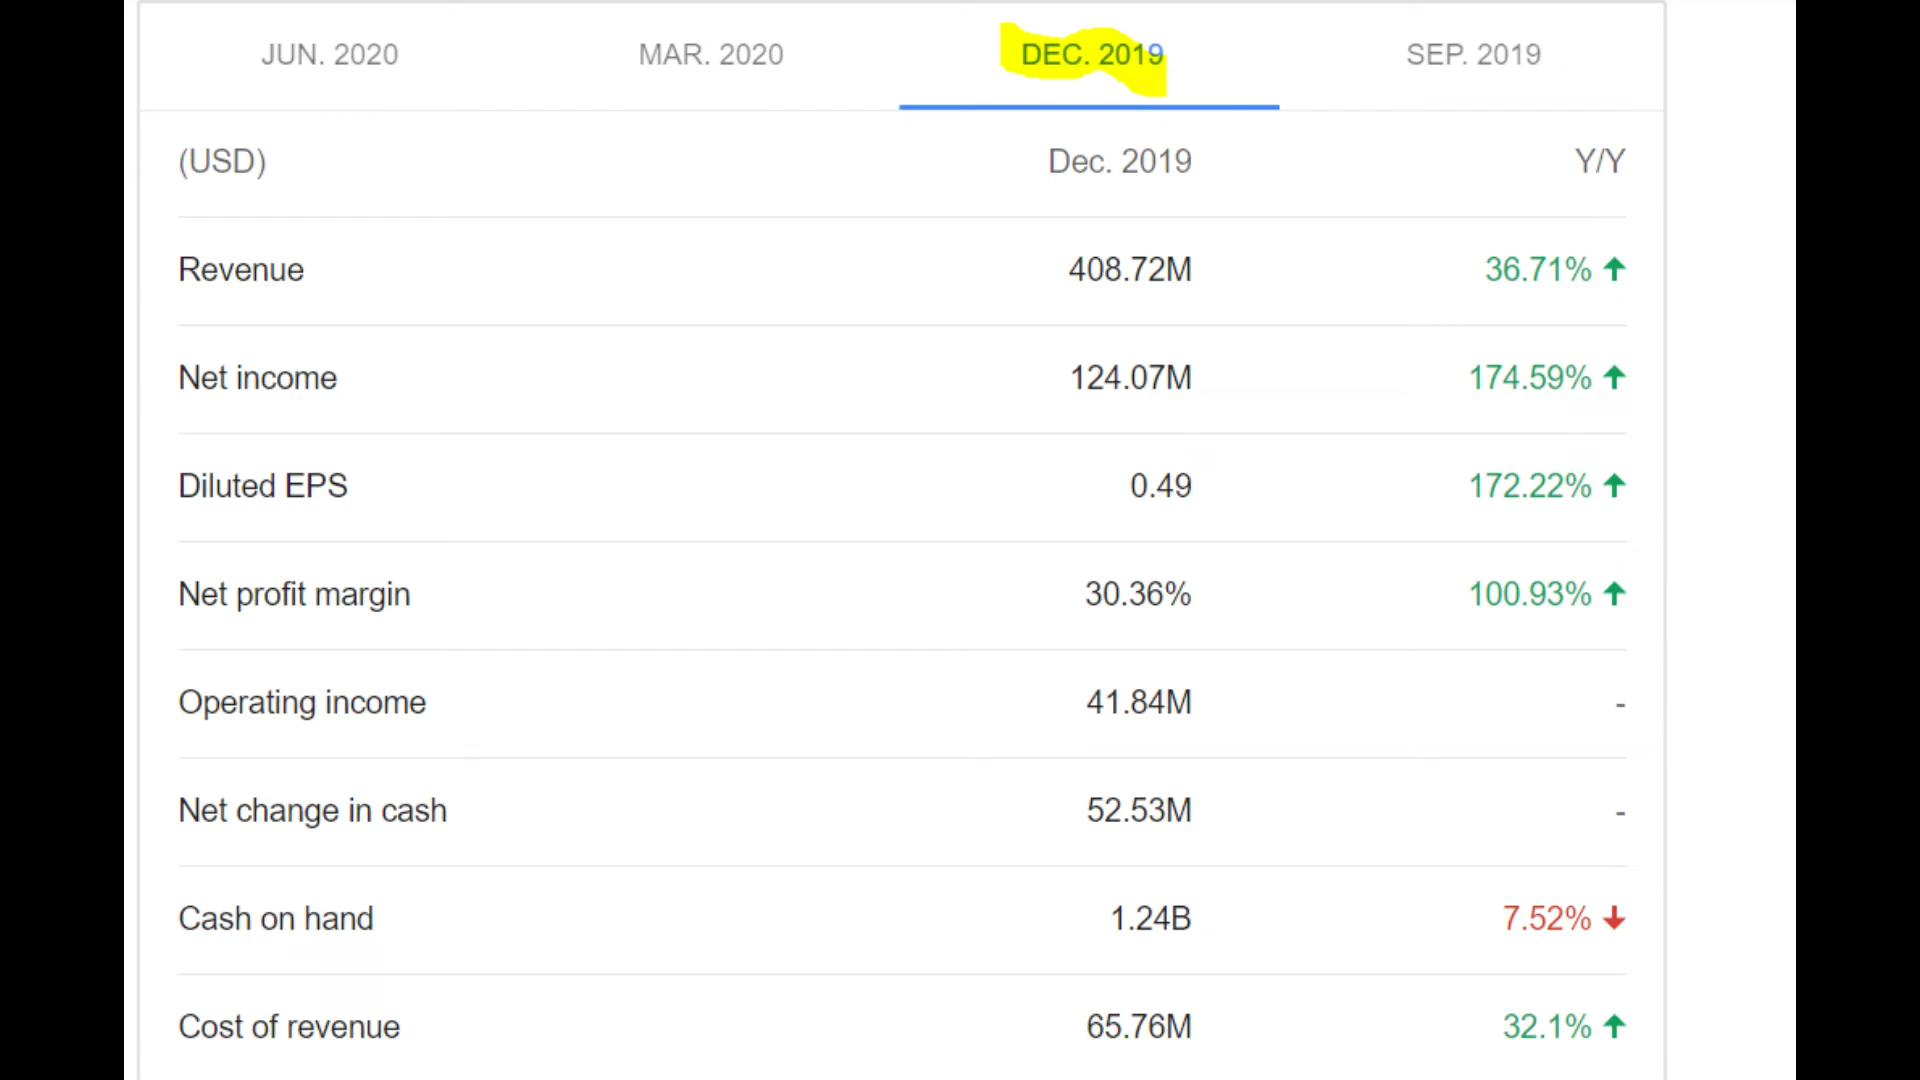 JUN. 2020 MAR. 2020 DEC. 2019 SEP. 2019
(USD) Dec. 2019 Y/Y
Revenue 408.72M 36.71%
Net income 124.07M 174.59%
Diluted EPS 0.49 172.22%
Net profit margin 30.36% 100.93%
Operating income 41.84M -
Net change in cash 52.53M -
Cash on hand 1.24B 7.52%
Cost of revenue 65.76M 32.1%